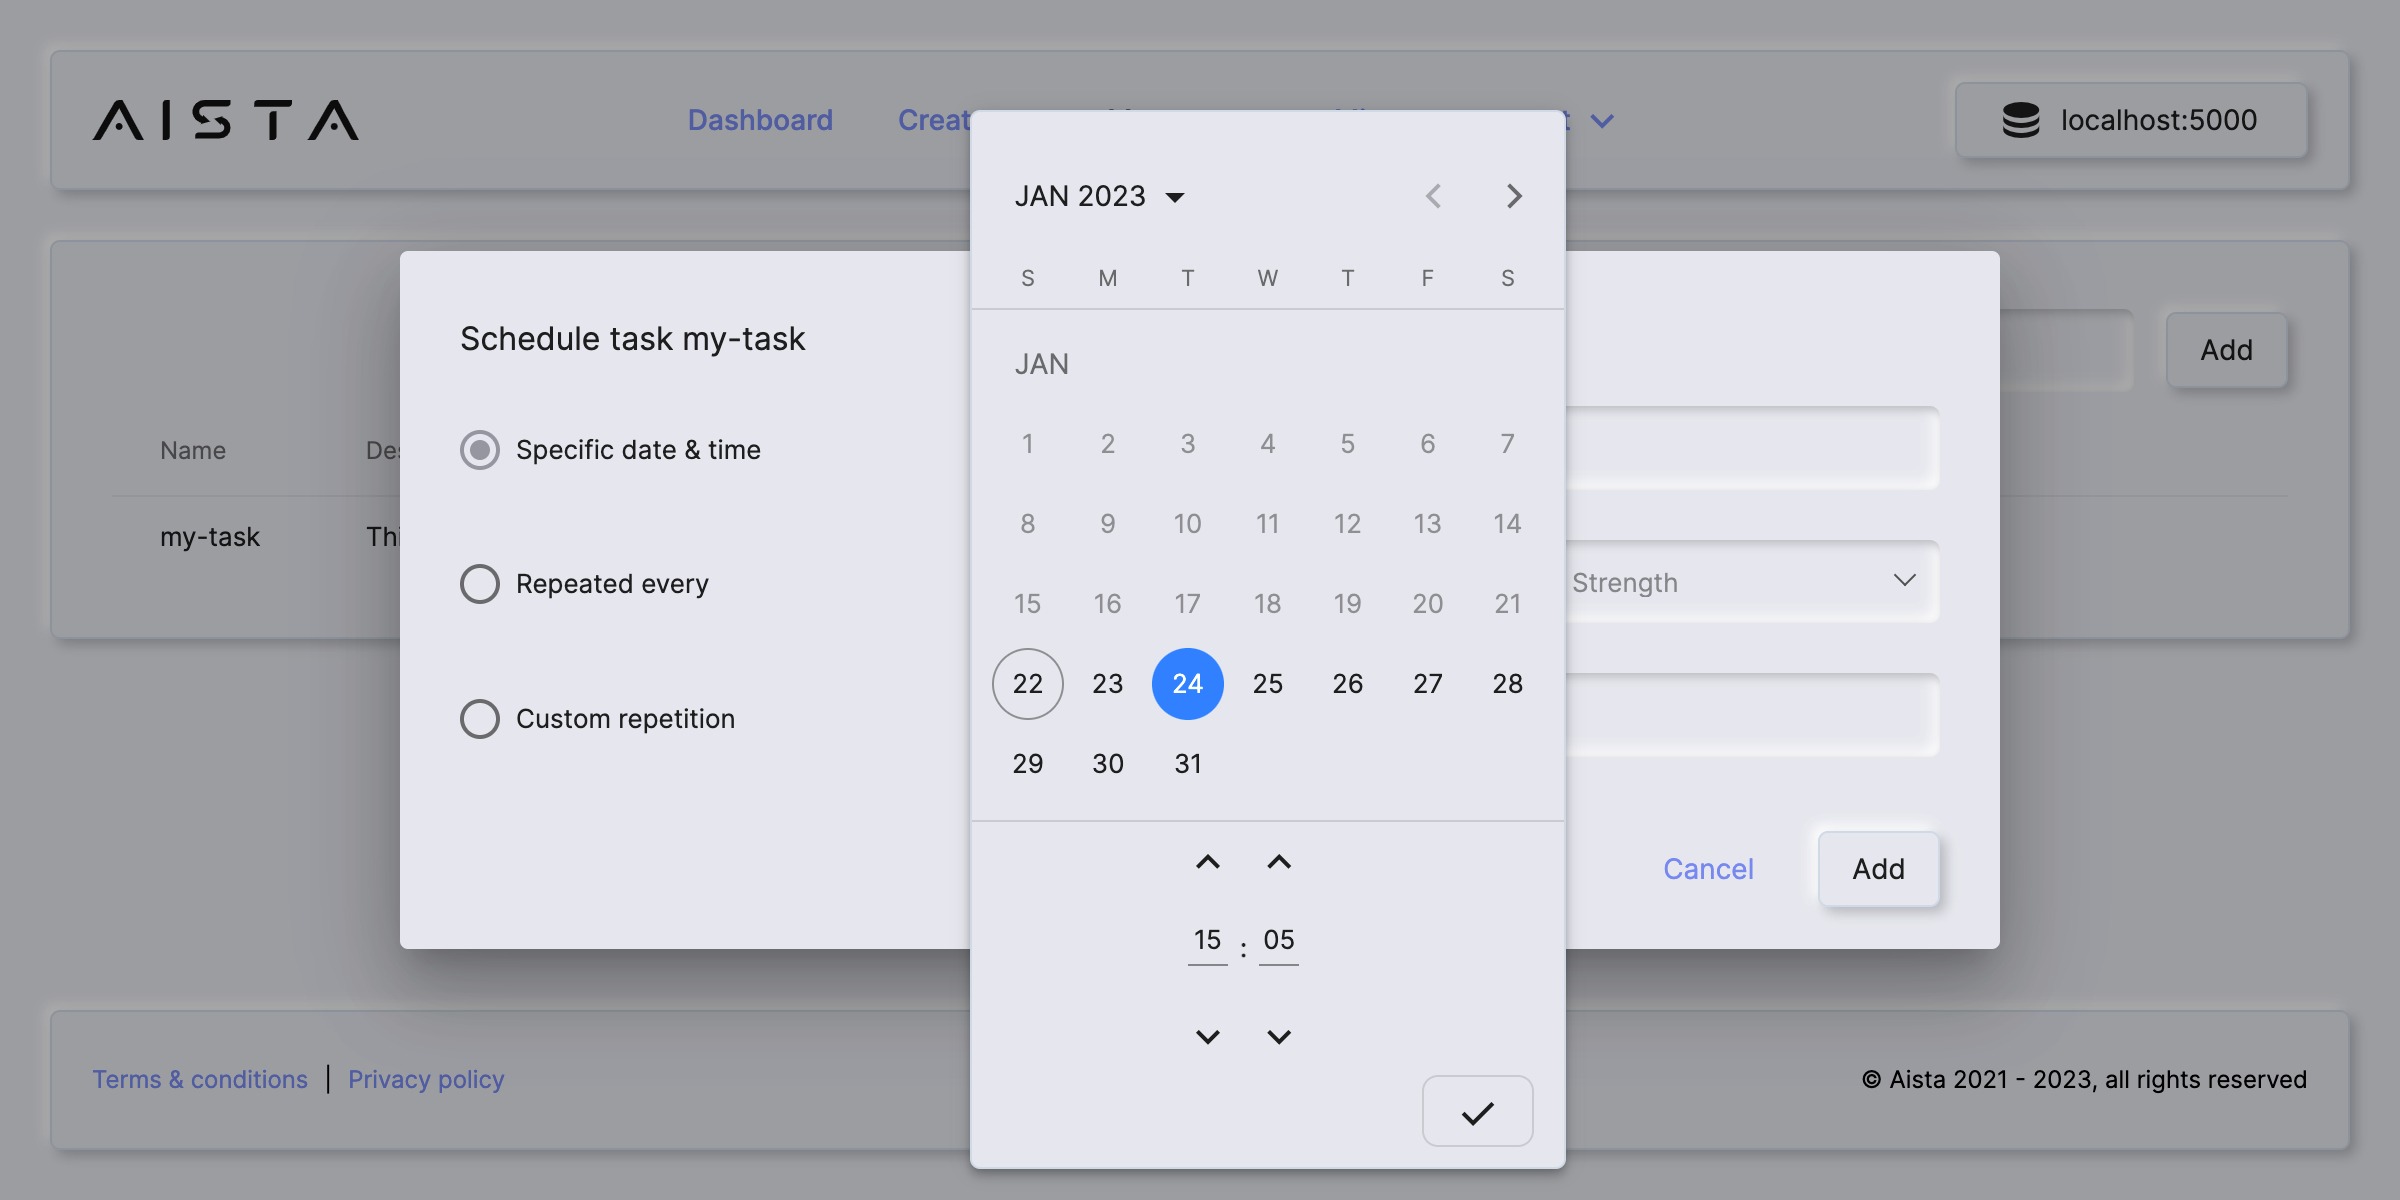 AISTA
Dashboard
localhost:5000
JAN 2023
S M T W T F S
Schedule task my-task
Add
JAN
Name
Specific date & time
1 2 3 4 5 6 7
my-task
8 9 10 11 12 13 14
Repeated every
Strength
15 16 17 18 19 20 21
22 23 24 25 26 27 28
Custom repetition
29 30 31
Cancel
Add
15 : 05
Terms & conditions | Privacy policy
© Aista 2021 - 2023, all rights reserved